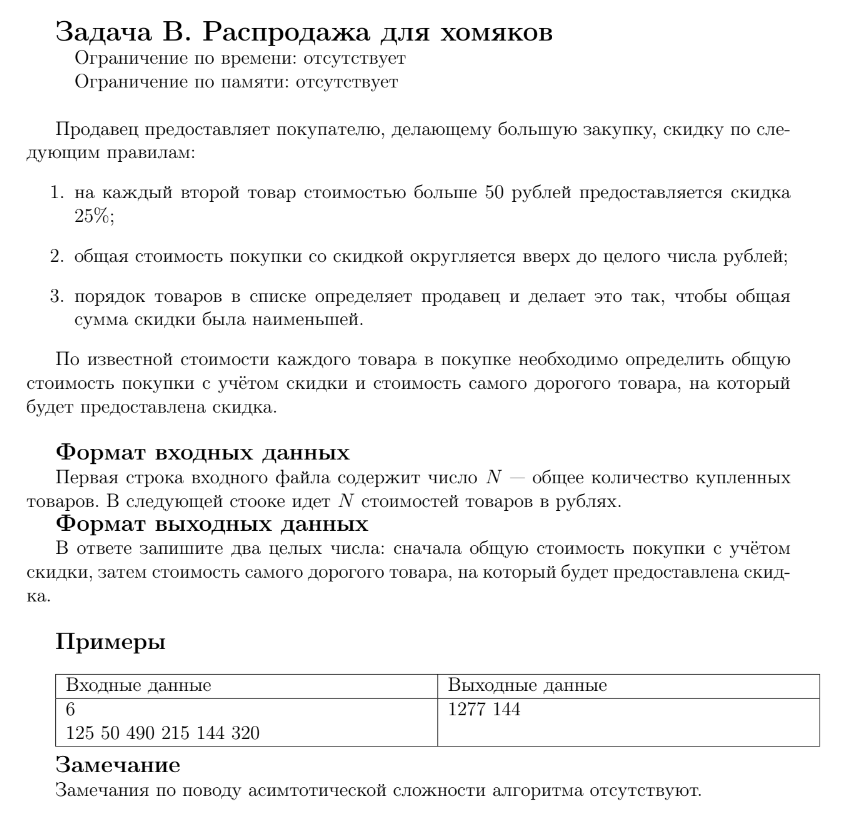 Задача B. Распродажа для хомяков
Ограничение по времени: отсутствует
Ограничение по памяти: отсутствует
Продавец предоставляет покупателю, делающему большую закупку, скидку по сле-
дующим правилам:
1. на каждый второй товар стоимостью больше 50 рублей предоставляется скидка
25%;
2. общая стоимость покупки со скидкой округляется вверх до целого числа рублей;
3. порядок товаров в списке определяет продавец и делает это так, чтобы общая
сумма скидки была наименьшей.
По известной стоимости каждого товара в покупке необходимо определить общую
стоимость покупки с учётом скидки и стоимость самого дорогого товара, на который
будет предоставлена скидка.
Формат входных данных
Первая строка входного файла содержит число N — общее количество купленных
товаров. В следующей стооке идет N стоимостей товаров в рублях.
Формат выходных данных
В ответе запишите два целых числа: сначала общую стоимость покупки с учётом
скидки, затем стоимость самого дорогого товара, на который будет предоставлена скид-
ка.
Примеры
Входные данные Выходные данные
6 1277 144
125 50 490 215 144 320
Замечание
Замечания по поводу асимтотической сложности алгоритма отсутствуют.